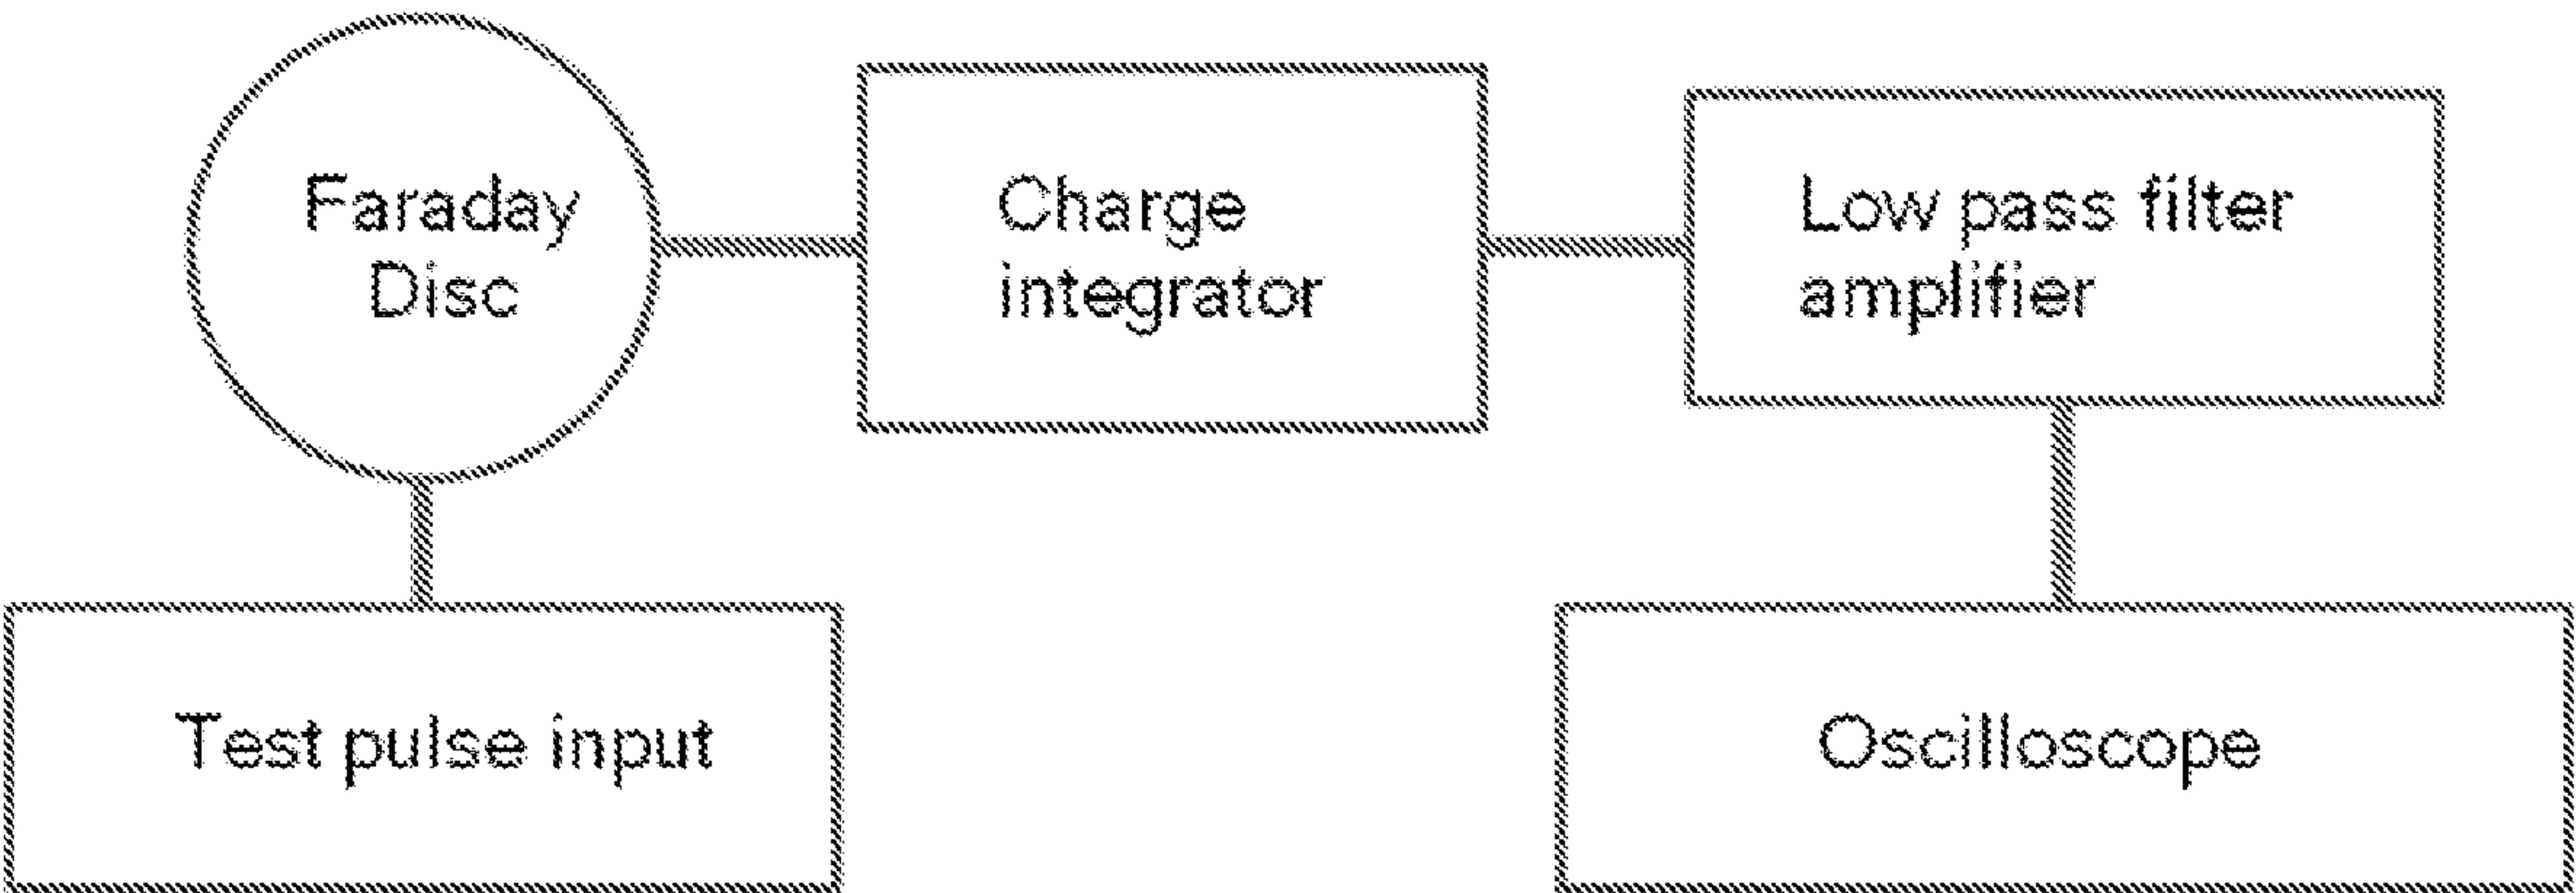 Faraday
Disc
Charge
integrator
Low pass filter
amplifier
Test pulse input
Oscilloscope